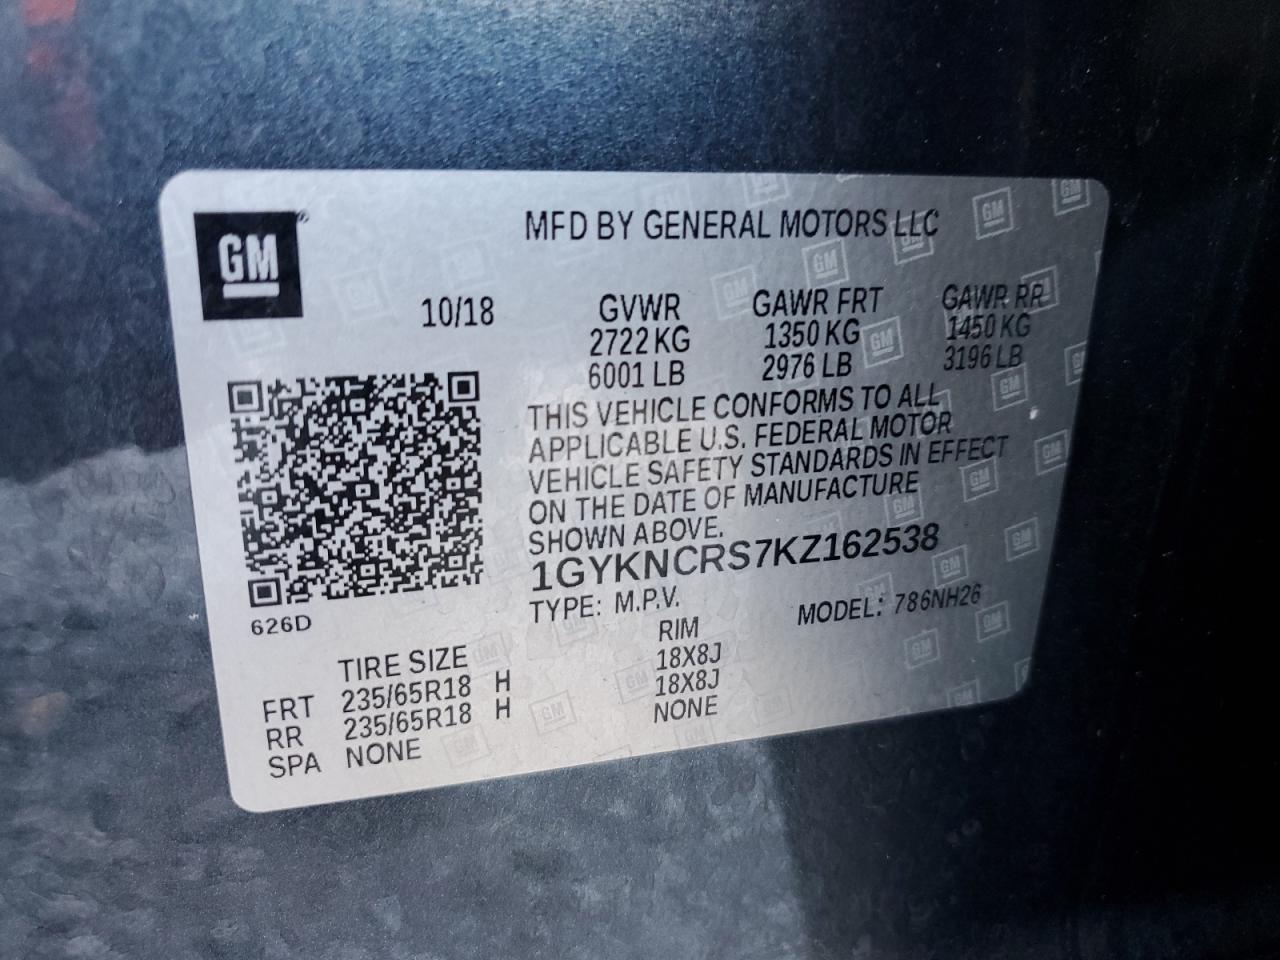 GM
MFD BY GENERAL MOTORS LLC
10/18 GVWR GAWR FRT GAWR RR
2722 KG 1350 KG 1450 KG
6001 LB 2976 LB 3196 LB
THIS VEHICLE CONFORMS TO ALL
APPLICABLE U.S. FEDERAL MOTOR
VEHICLE SAFETY STANDARDS IN EFFECT
ON THE DATE OF MANUFACTURE
SHOWN ABOVE.
1GYKNCRS7KZ162538
626D
TYPE: M.P.V. MODEL: 786NH26
TIRE SIZE RIM
FRT 235/65R18 H 18X8J
RR 235/65R18 H 18X8J
SPA NONE NONE